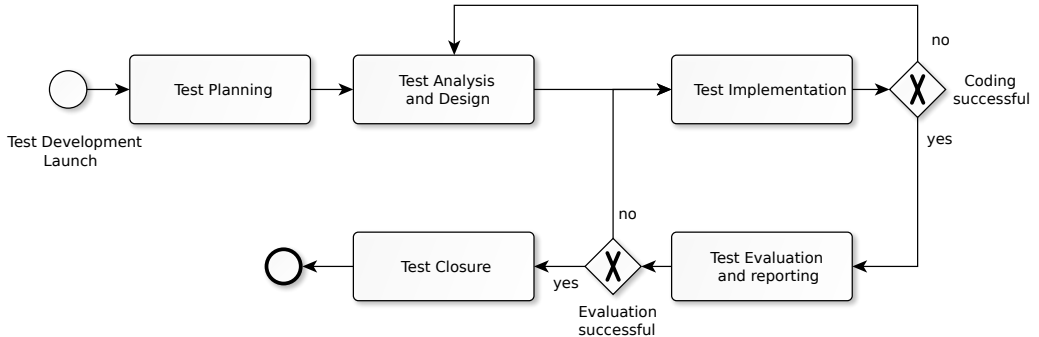 no
Test Planning
Test Analysis
and Design
Test Implementation
Coding
successful
Test Development
Launch
yes
no
Test Closure
yes
Test Evaluation
and reporting
Evaluation
successful